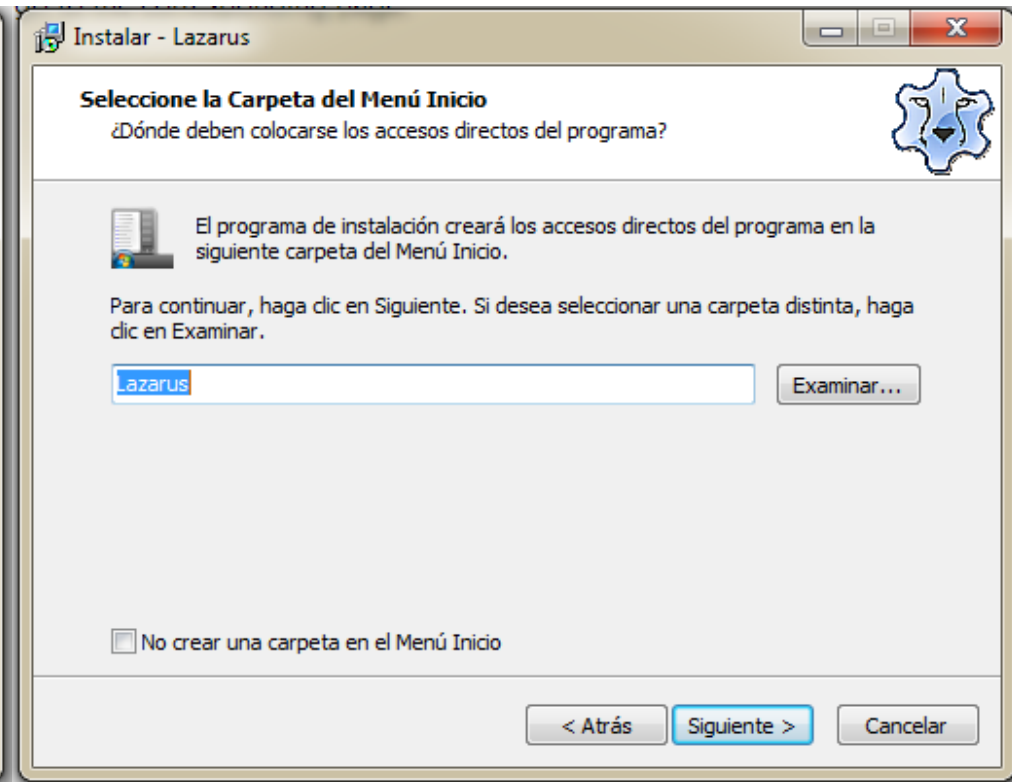 Instalar - Lazarus
Seleccione la Carpeta del Menú Inicio
¿Dónde deben colocarse los accesos directos del programa?
El programa de instalación creará los accesos directos del programa en la
siguiente carpeta del Menú Inicio.
Para continuar, haga clic en Siguiente. Si desea seleccionar una carpeta distinta, haga
clic en Examinar.
Lazarus
Examinar...
No crear una carpeta en el Menú Inicio
< Atrás
Siguiente >
Cancelar